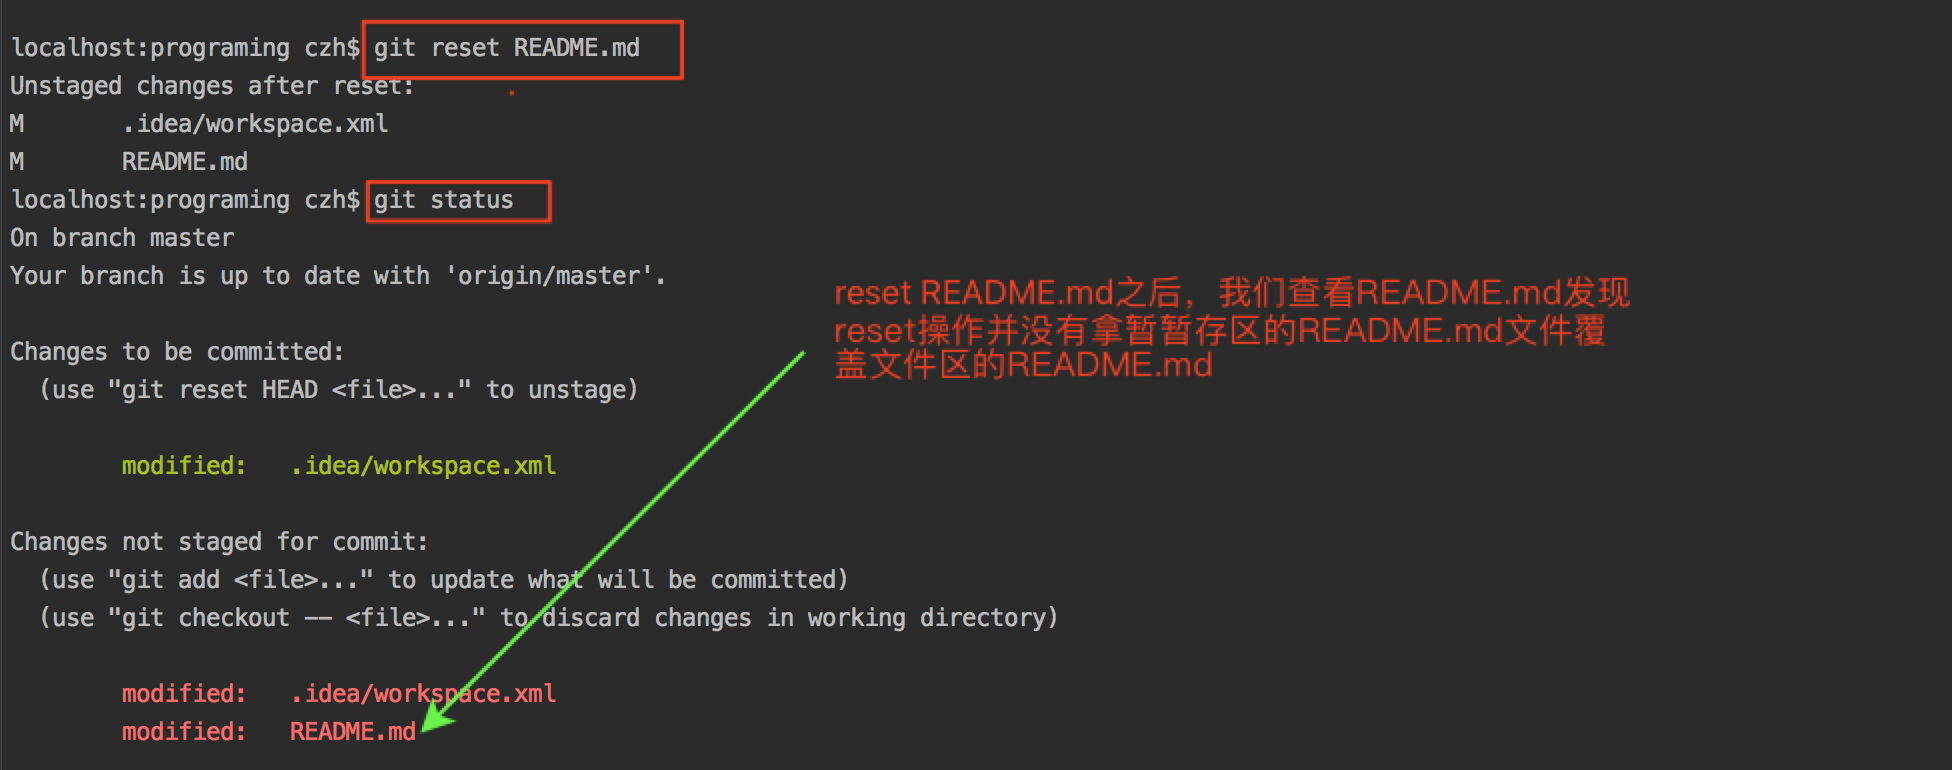 localhost:programing czh$ git reset README.md
Unstaged changes after reset:
M       .idea/workspace.xml
M       README.md
localhost:programing czh$ git status
On branch master
Your branch is up to date with 'origin/master'.
Changes to be committed:
  (use "git reset HEAD <file>..." to unstage)
        modified:   .idea/workspace.xml
Changes not staged for commit:
  (use "git add <file>..." to update what will be committed)
  (use "git checkout -- <file>..." to discard changes in working directory)
        modified:   .idea/workspace.xml
        modified:   README.md
reset README.md之后，我们查看README.md发现
reset操作并没有拿暂暂存区的README.md文件覆
盖文件区的README.md